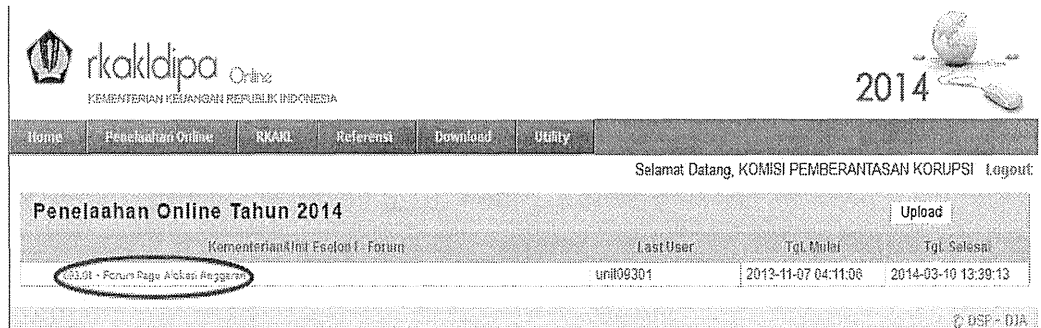 rkakldipa Online
KEMENTERIAN KEUANGAN REPUBLIK INDONESIA
2014
Home Penelaahan Online RKAKL Referensi Download Utility
Selamat Datang, KOMISI PEMBERANTASAN KORUPSI Logout
Penelaahan Online Tahun 2014 Upload
Kementerian/Unit Eselon I - Forum Last User Tgl. Mulai Tgl. Selesai
093.01 - Forum Pagu Alokasi Anggaran unit09301 2013-11-07 04:11:06 2014-03-10 13:39:13
© DSP - DJA